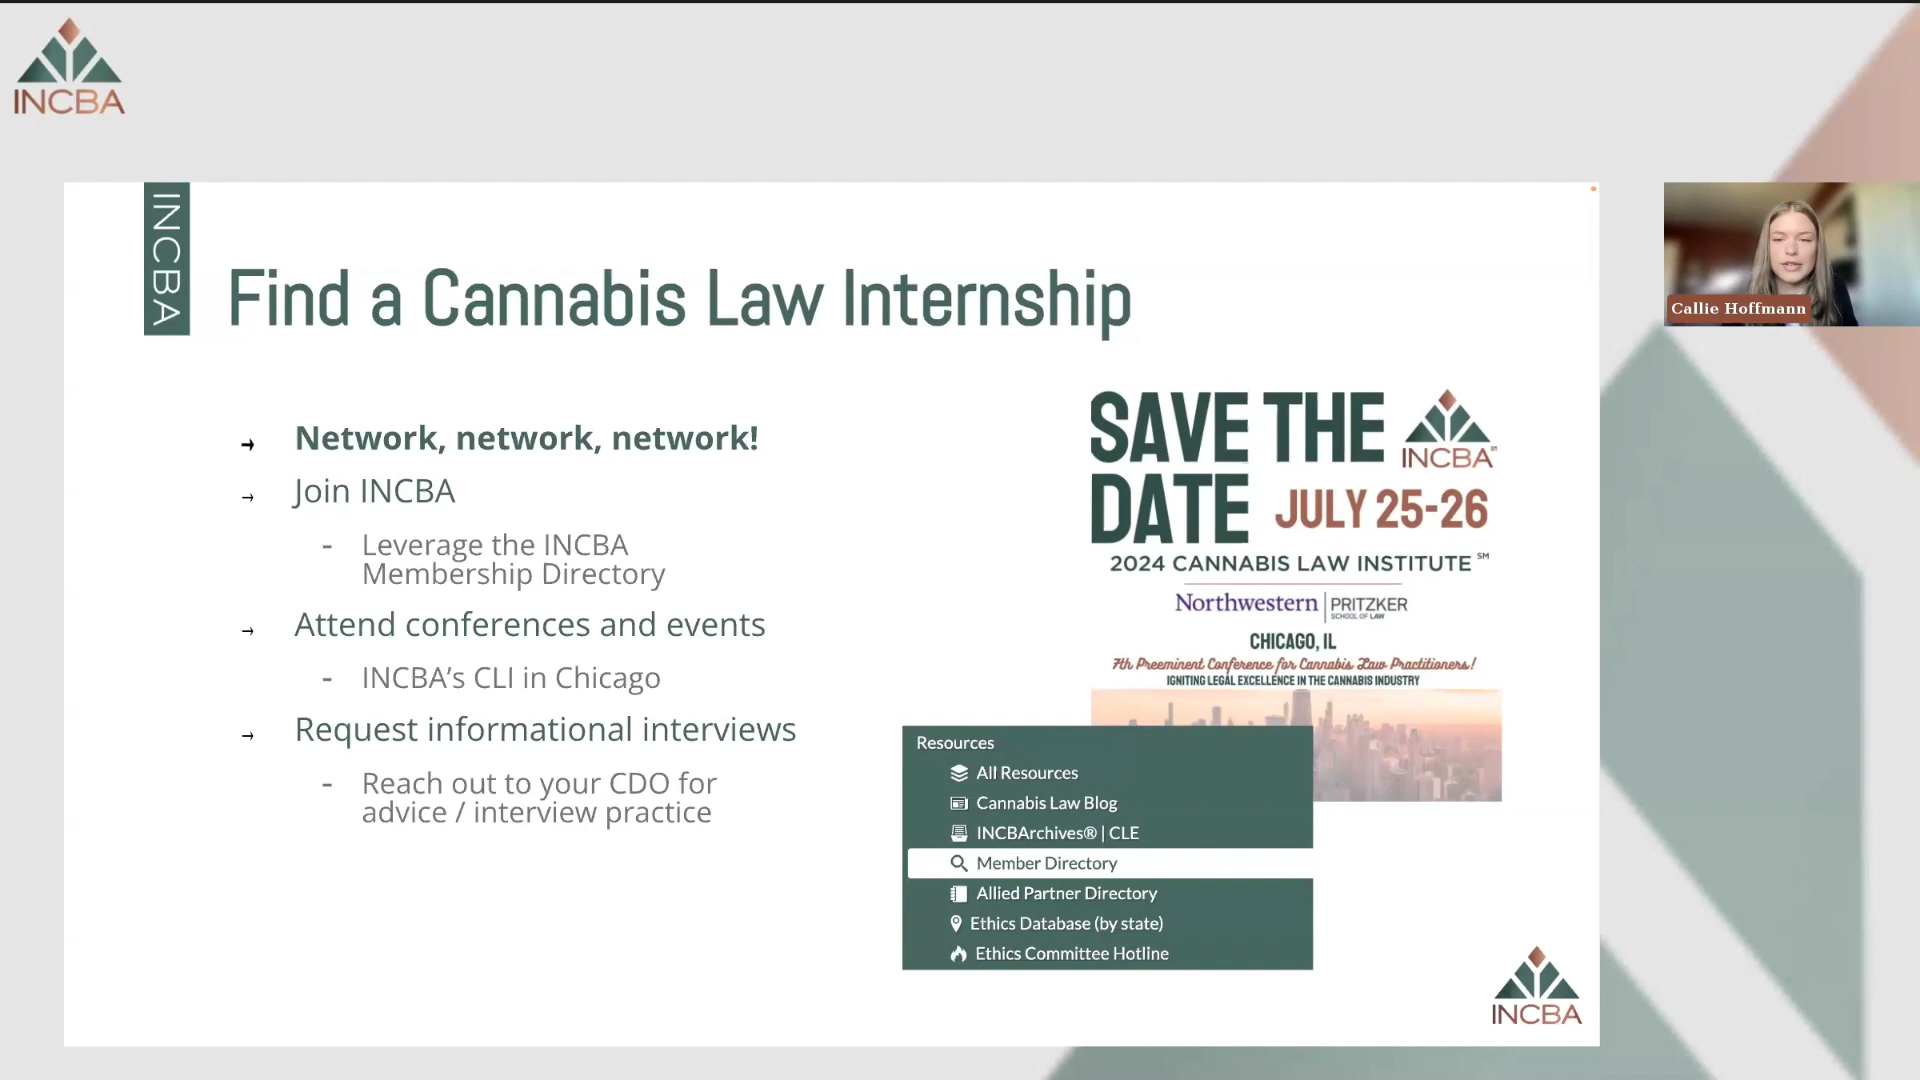 INCBA
INCBA
Find a Cannabis Law Internship
Callie Hoffmann
→ Network, network, network!
→ Join INCBA
- Leverage the INCBA
Membership Directory
→ Attend conferences and events
- INCBA’s CLI in Chicago
→ Request informational interviews
- Reach out to your CDO for
advice / interview practice
SAVE THE
DATE
INCBA
JULY 25-26
2024 CANNABIS LAW INSTITUTE℠
Northwestern | PRITZKER
SCHOOL OF LAW
CHICAGO, IL
7th Preeminent Conference for Cannabis Law Practitioners!
IGNITING LEGAL EXCELLENCE IN THE CANNABIS INDUSTRY
Resources
All Resources
Cannabis Law Blog
INCBArchives® | CLE
Member Directory
Allied Partner Directory
Ethics Database (by state)
Ethics Committee Hotline
INCBA